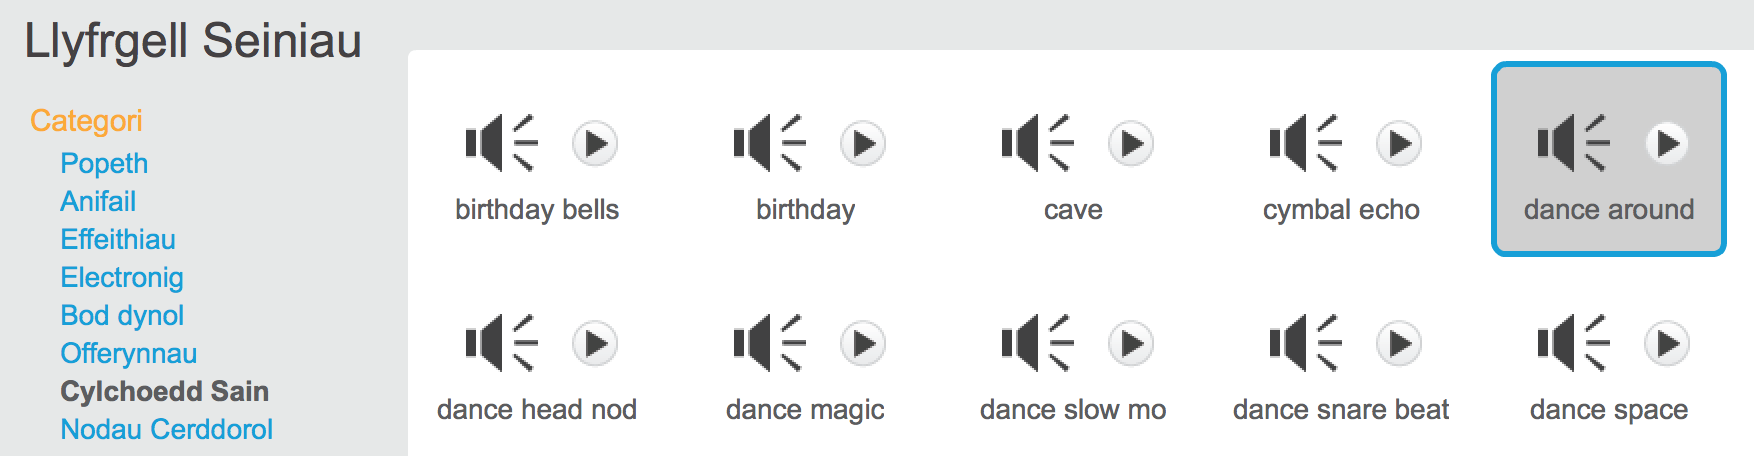 Llyfrgell Seiniau
Categori
Popeth
Anifail
Effeithiau
Electronig
Bod dynol
Offerynnau
Cylchoedd Sain
Nodau Cerddorol
birthday bells
birthday
cave
cymbal echo
dance around
dance head nod
dance magic
dance slow mo
dance snare beat
dance space